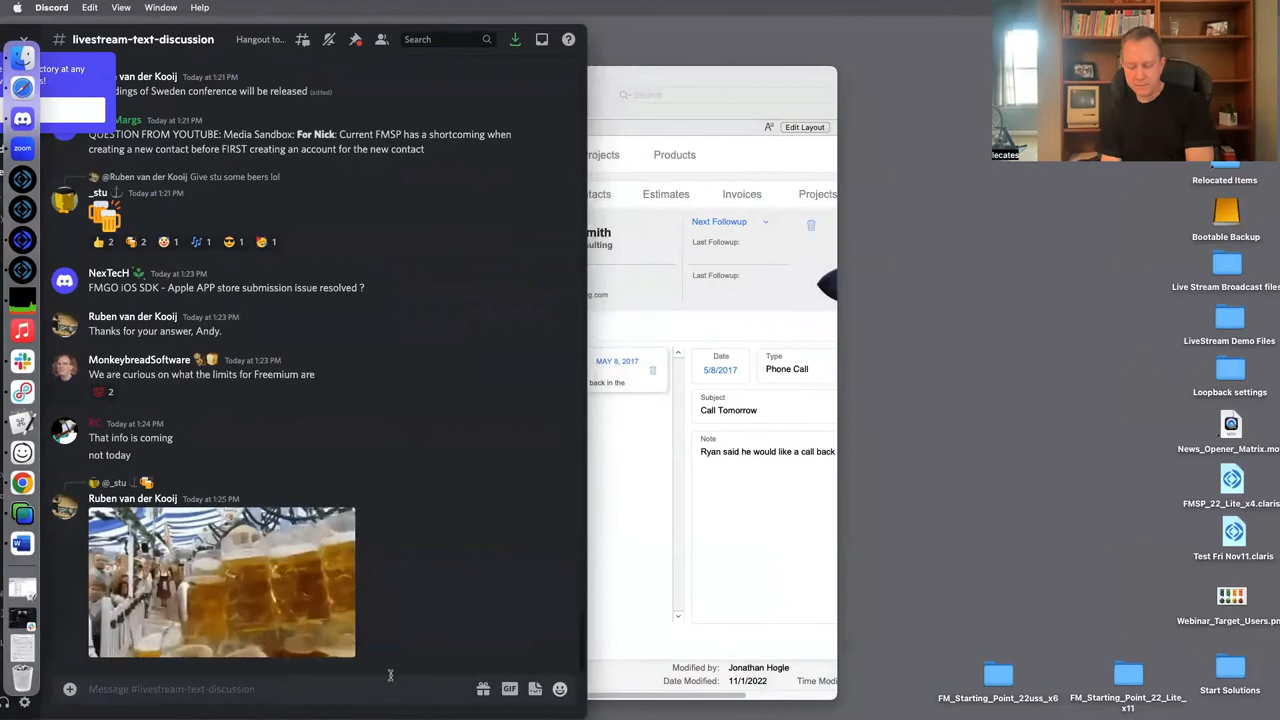 Discord Edit View Window Help
# livestream-text-discussion Hangout to... Search
ctory at any
s!
van der Kooij Today at 1:21 PM
dings of Sweden conference will be released (edited)
Margs Today at 1:21 PM
QUESTION FROM YOUTUBE: Media Sandbox: For Nick: Current FMSP has a shortcoming when
creating a new contact before FIRST creating an account for the new contact
@Ruben van der Kooij Give stu some beers lol
_stu Today at 1:21 PM
2 2 1 1 1 1
NexTecH Today at 1:23 PM
FMGO iOS SDK - Apple APP store submission issue resolved ?
Ruben van der Kooij Today at 1:23 PM
Thanks for your answer, Andy.
MonkeybreadSoftware Today at 1:23 PM
We are curious on what the limits for Freemium are
2
RC Today at 1:24 PM
That info is coming
not today
@_stu
Ruben van der Kooij Today at 1:25 PM
Message #livestream-text-discussion
GIF
zoom
Search
Edit Layout
rojects Products
tacts Estimates Invoices Projects
mith
sulting
Next Followup
Last Followup:
Last Followup:
ng.com
MAY 8, 2017
back in the
Date
5/8/2017
Type
Phone Call
Subject
Call Tomorrow
Note
Ryan said he would like a call back
Modified by: Jonathan Hogle
Date Modified: 11/1/2022 Time Modi
lecates
Relocated Items
Bootable Backup
Live Stream Broadcast files
LiveStream Demo Files
Loopback settings
News_Opener_Matrix.mo
FMSP_22_Lite_x4.claris
Test Fri Nov11.claris
Webinar_Target_Users.pn
FM_Starting_Point_22uss_x6
FM_Starting_Point_22_Lite_
x11
Start Solutions